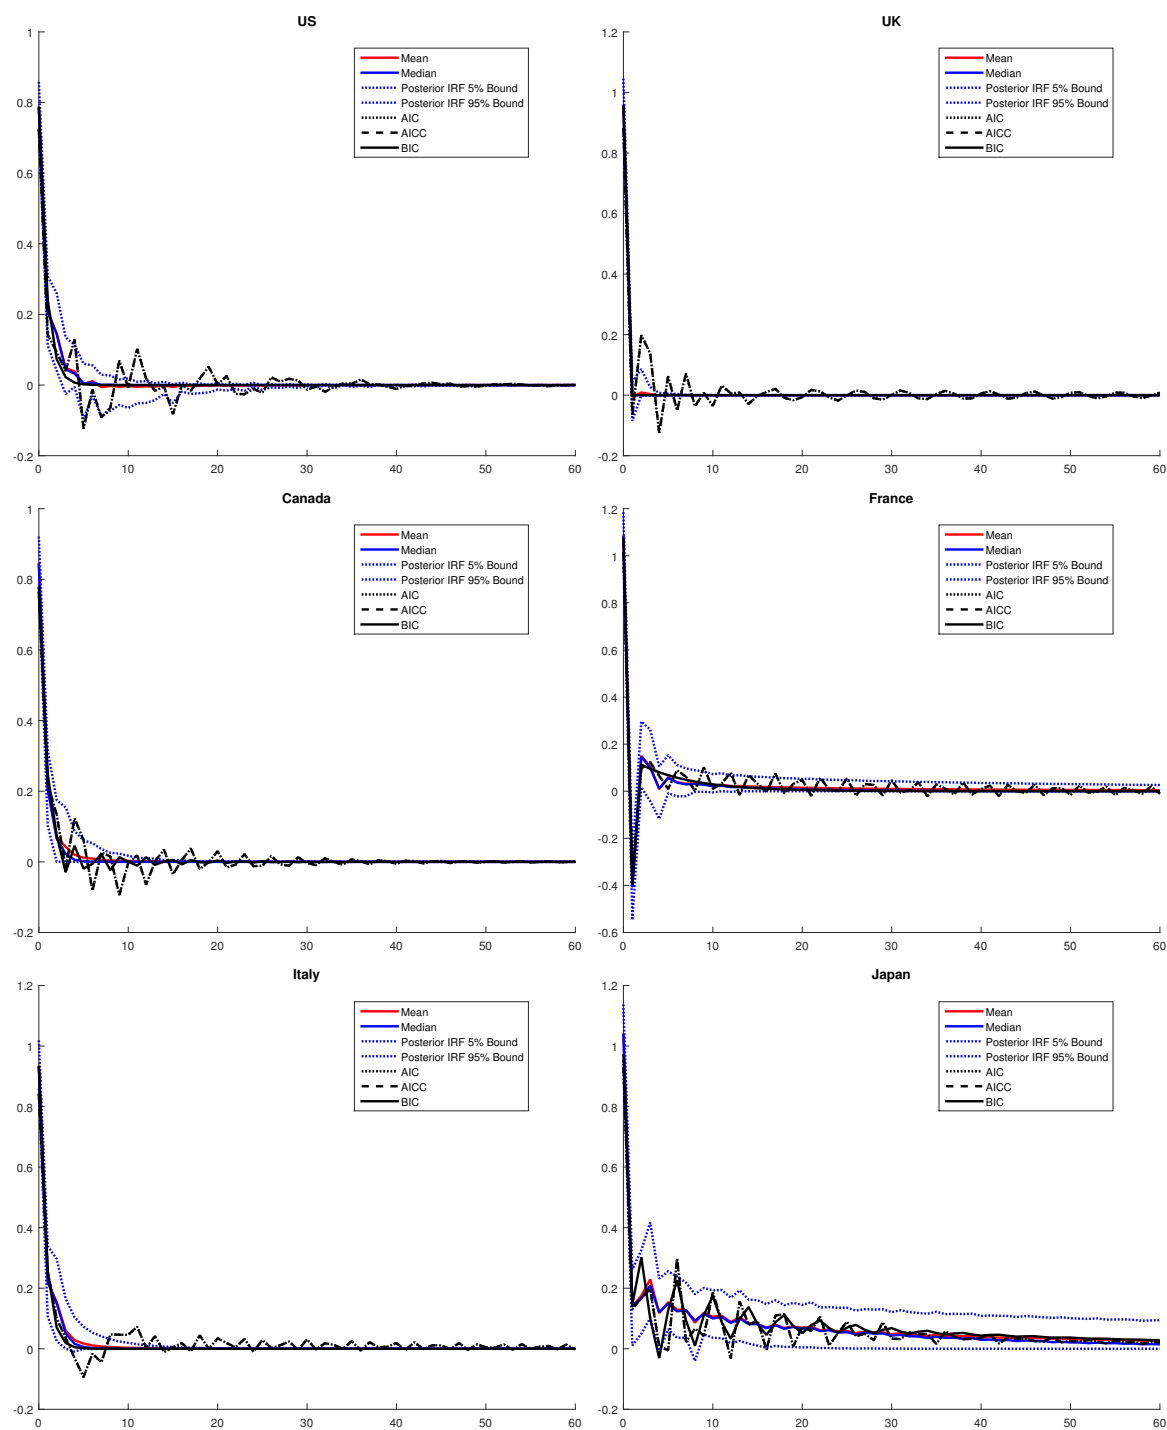 US
1
0.8
0.6
0.4
0.2
0
-0.2
0 10 20 30 40 50 60
Mean
Median
Posterior IRF 5% Bound
Posterior IRF 95% Bound
AIC
AICC
BIC
UK
1.2
1
0.8
0.6
0.4
0.2
0
-0.2
0 10 20 30 40 50 60
Mean
Median
Posterior IRF 5% Bound
Posterior IRF 95% Bound
AIC
AICC
BIC
Canada
1
0.8
0.6
0.4
0.2
0
-0.2
0 10 20 30 40 50 60
Mean
Median
Posterior IRF 5% Bound
Posterior IRF 95% Bound
AIC
AICC
BIC
France
1.2
1
0.8
0.6
0.4
0.2
0
-0.2
-0.4
-0.6
0 10 20 30 40 50 60
Mean
Median
Posterior IRF 5% Bound
Posterior IRF 95% Bound
AIC
AICC
BIC
Italy
1.2
1
0.8
0.6
0.4
0.2
0
-0.2
0 10 20 30 40 50 60
Mean
Median
Posterior IRF 5% Bound
Posterior IRF 95% Bound
AIC
AICC
BIC
Japan
1.2
1
0.8
0.6
0.4
0.2
0
-0.2
0 10 20 30 40 50 60
Mean
Median
Posterior IRF 5% Bound
Posterior IRF 95% Bound
AIC
AICC
BIC